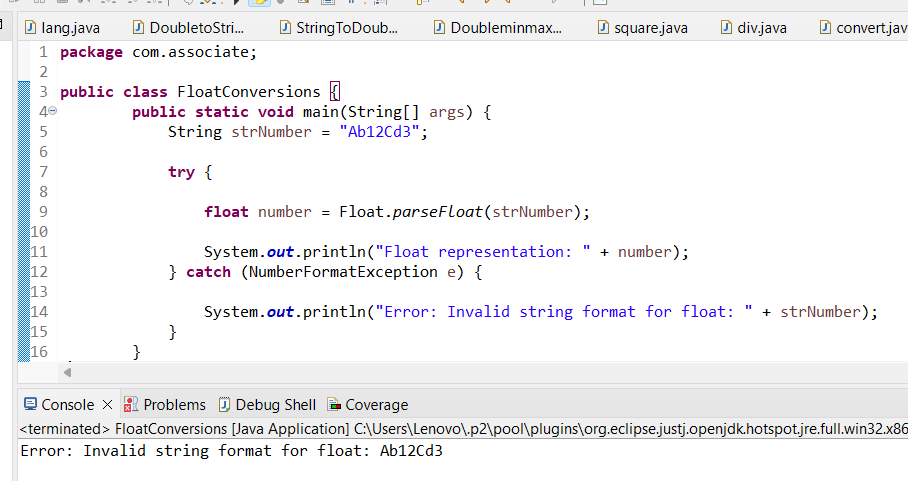 lang.java DoubletoStri... StringToDoub... Doubleminmax... square.java div.java convert.jav
1 package com.associate;
2
3 public class FloatConversions {
4 public static void main(String[] args) {
5 String strNumber = "Ab12Cd3";
6
7 try {
8
9 float number = Float.parseFloat(strNumber);
10
11 System.out.println("Float representation: " + number);
12 } catch (NumberFormatException e) {
13
14 System.out.println("Error: Invalid string format for float: " + strNumber);
15 }
16 }
Console Problems Debug Shell Coverage
<terminated> FloatConversions [Java Application] C:\Users\Lenovo\.p2\pool\plugins\org.eclipse.justj.openjdk.hotspot.jre.full.win32.x86
Error: Invalid string format for float: Ab12Cd3